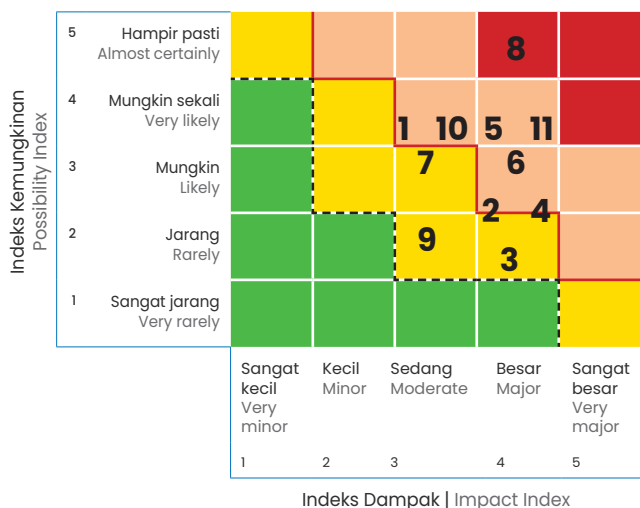 Indeks Kemungkinan
Possibility Index
5 Hampir pasti
Almost certainly
8
4 Mungkin sekali
Very likely
1 10 5 11
3 Mungkin
Likely
7 6
2 4
2 Jarang
Rarely
9 3
1 Sangat jarang
Very rarely
Sangat kecil
Very minor
1
Kecil
Minor
2
Sedang
Moderate
3
Besar
Major
4
Sangat besar
Very major
5
Indeks Dampak | Impact Index